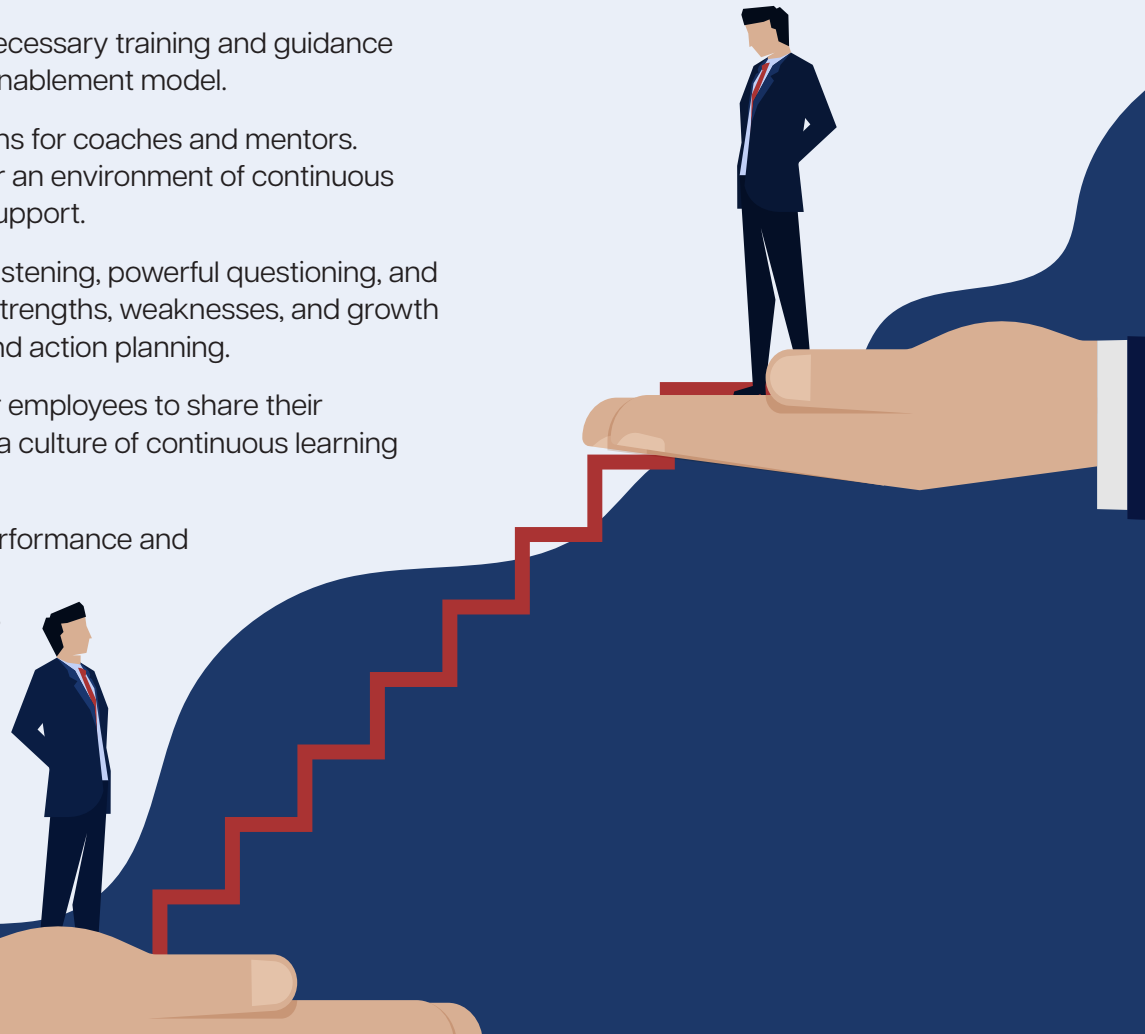 ecessary training and guidance
nablement model.
ns for coaches and mentors.
r an environment of continuous
upport.
stening, powerful questioning, and
trengths, weaknesses, and growth
nd action planning.
r employees to share their
a culture of continuous learning
rformance and